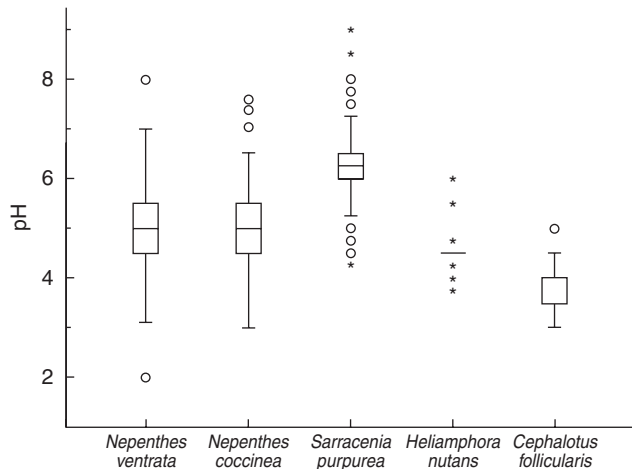 8
6
pH
4
2
Nepenthes ventrata
Nepenthes coccinea
Sarracenia purpurea
Heliamphora nutans
Cephalotus follicularis